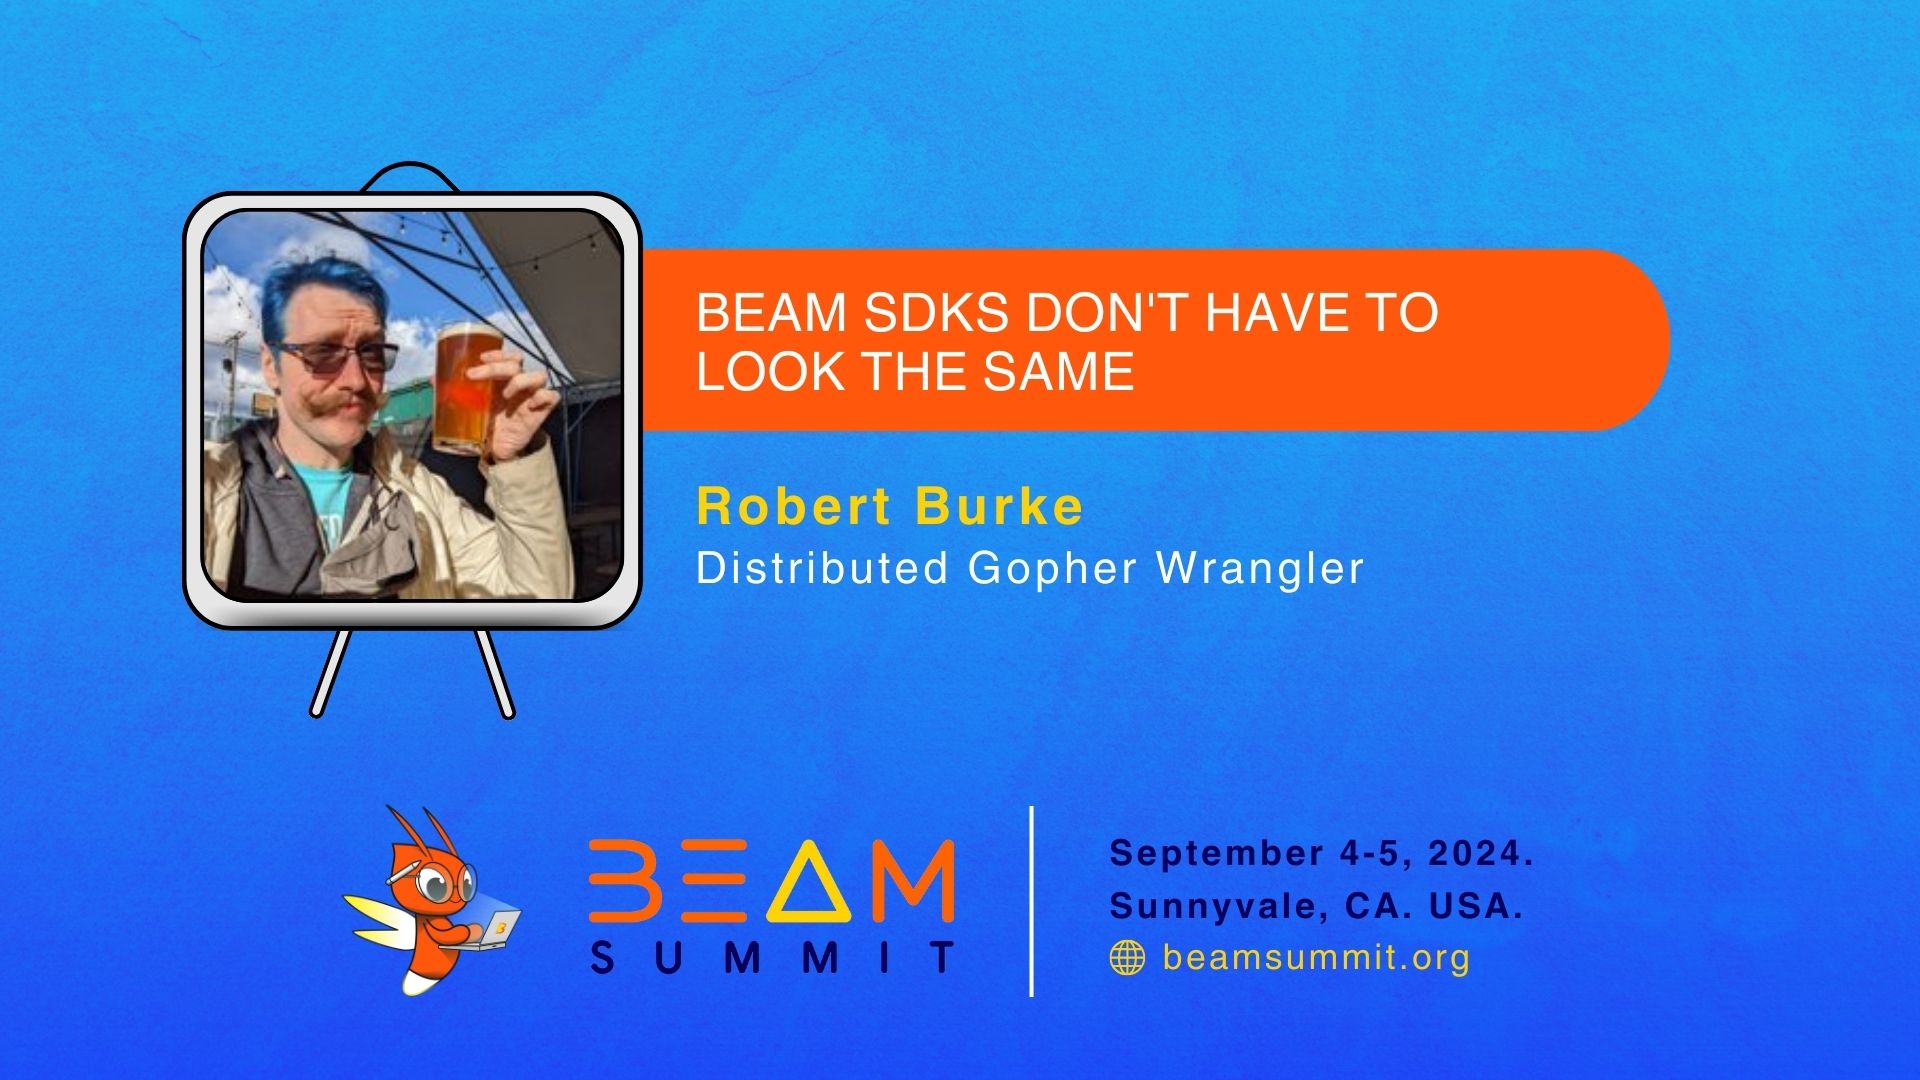 BEAM SDKS DON'T HAVE TO
LOOK THE SAME
Robert Burke
Distributed Gopher Wrangler
BEAM
SUMMIT
September 4-5, 2024.
Sunnyvale, CA. USA.
beamsummit.org